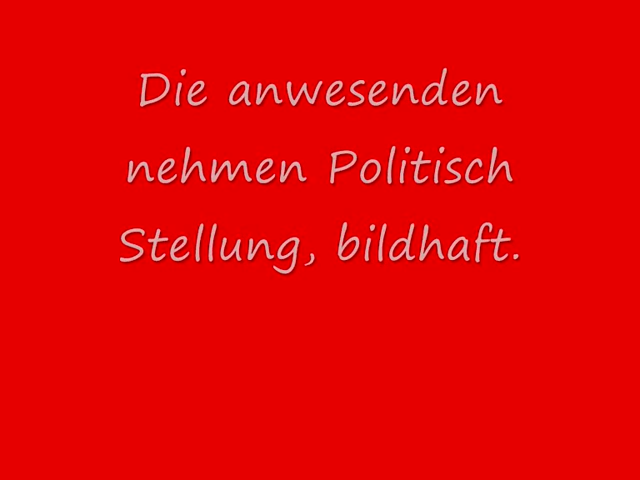 Die anwesenden
nehmen Politisch
Stellung, bildhaft.